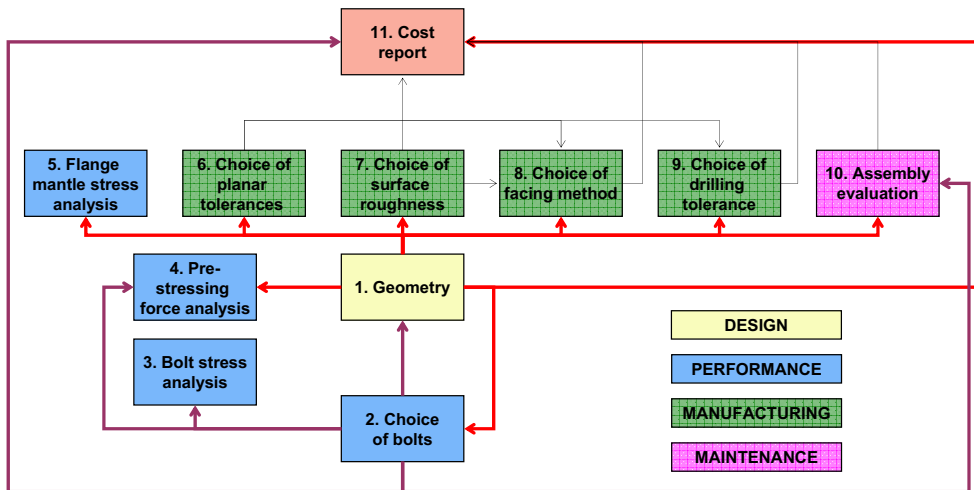 11. Cost
report
5. Flange
mantle stress
analysis
6. Choice of
planar
tolerances
7. Choice of
surface
roughness
8. Choice of
facing method
9. Choice of
drilling
tolerance
10. Assembly
evaluation
4. Pre-
stressing
force analysis
1. Geometry
3. Bolt stress
analysis
2. Choice
of bolts
DESIGN
PERFORMANCE
MANUFACTURING
MAINTENANCE